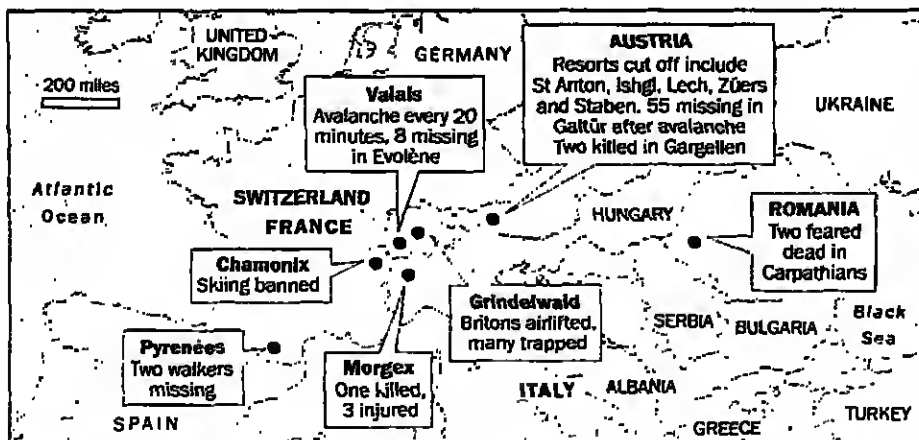 UNITED
KINGDOM
GERMANY
200 miles
AUSTRIA
Resorts cut off include
St Anton, Ishgl, Lech, Zûers
and Staben. 55 missing in
Galtür after avalanche
Two killed in Gargellen
UKRAINE
Valais
Avalanche every 20
minutes, 8 missing
in Evolène
Atlantic
Ocean
SWITZERLAND
FRANCE
HUNGARY
ROMANIA
Two feared
dead in
Carpathians
Chamonix
Skiing banned
Grindelwald
Britons airlifted,
many trapped
SERBIA
BULGARIA
Black
Sea
Pyrenées
Two walkers
missing
Morgex
One killed,
3 injured
ITALY
ALBANIA
SPAIN
GREECE
TURKEY